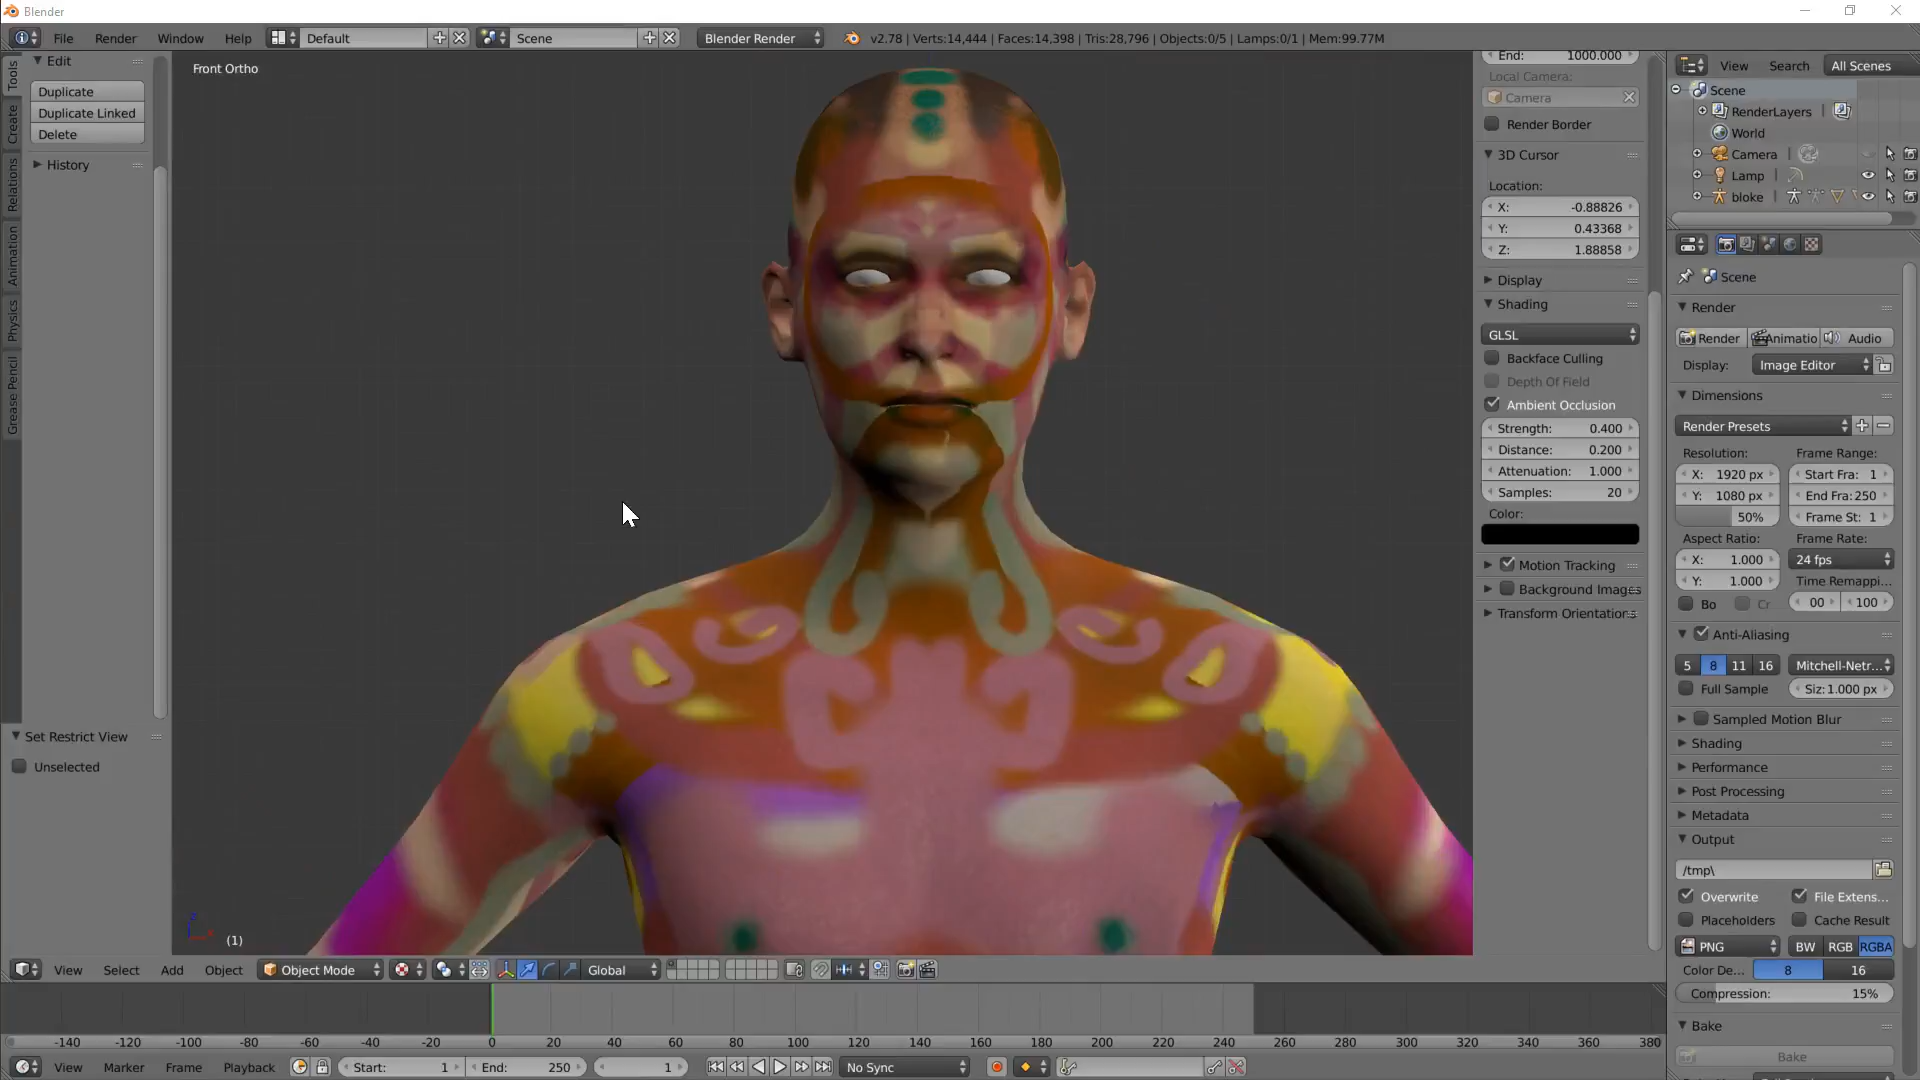 Blender
File Render Window Help Default Scene Blender Render v2.78 | Verts:14,444 | Faces:14,398 | Tris:28,796 | Objects:0/5 | Lamps:0/1 | Mem:99.77M
Tools
Create
Relations
Animation
Physics
Grease Pencil
Edit
Duplicate
Duplicate Linked
Delete
History
Set Restrict View
Unselected
Front Ortho
(1)
End: 1000.000
Local Camera:
Camera
Render Border
3D Cursor
Location:
X: -0.88826
Y: 0.43368
Z: 1.88858
Display
Shading
GLSL
Backface Culling
Depth Of Field
Ambient Occlusion
Strength: 0.400
Distance: 0.200
Attenuation: 1.000
Samples: 20
Color:
Motion Tracking
Background Images
Transform Orientations
View Search All Scenes
Scene
RenderLayers
World
Camera
Lamp
bloke
Scene
Render
Render Animatio Audio
Display: Image Editor
Dimensions
Render Presets
Resolution: Frame Range:
X: 1920 px Start Fra: 1
Y: 1080 px End Fra: 250
50% Frame St: 1
Aspect Ratio: Frame Rate:
X: 1.000 24 fps
Y: 1.000 Time Remappi...
Bo Cr 00 100
Anti-Aliasing
5 8 11 16 Mitchell-Netr...
Full Sample Siz: 1.000 px
Sampled Motion Blur
Shading
Performance
Post Processing
Metadata
Output
/tmp\
Overwrite File Extens...
Placeholders Cache Result
PNG BW RGB RGBA
Color De... 8 16
Compression: 15%
Bake
Bake
View Select Add Object Object Mode Global
-140 -120 -100 -80 -60 -40 -20 0 20 40 60 80 100 120 140 160 180 200 220 240 260 280 300 320 340 360 380
View Marker Frame Playback Start: 1 End: 250 1 No Sync